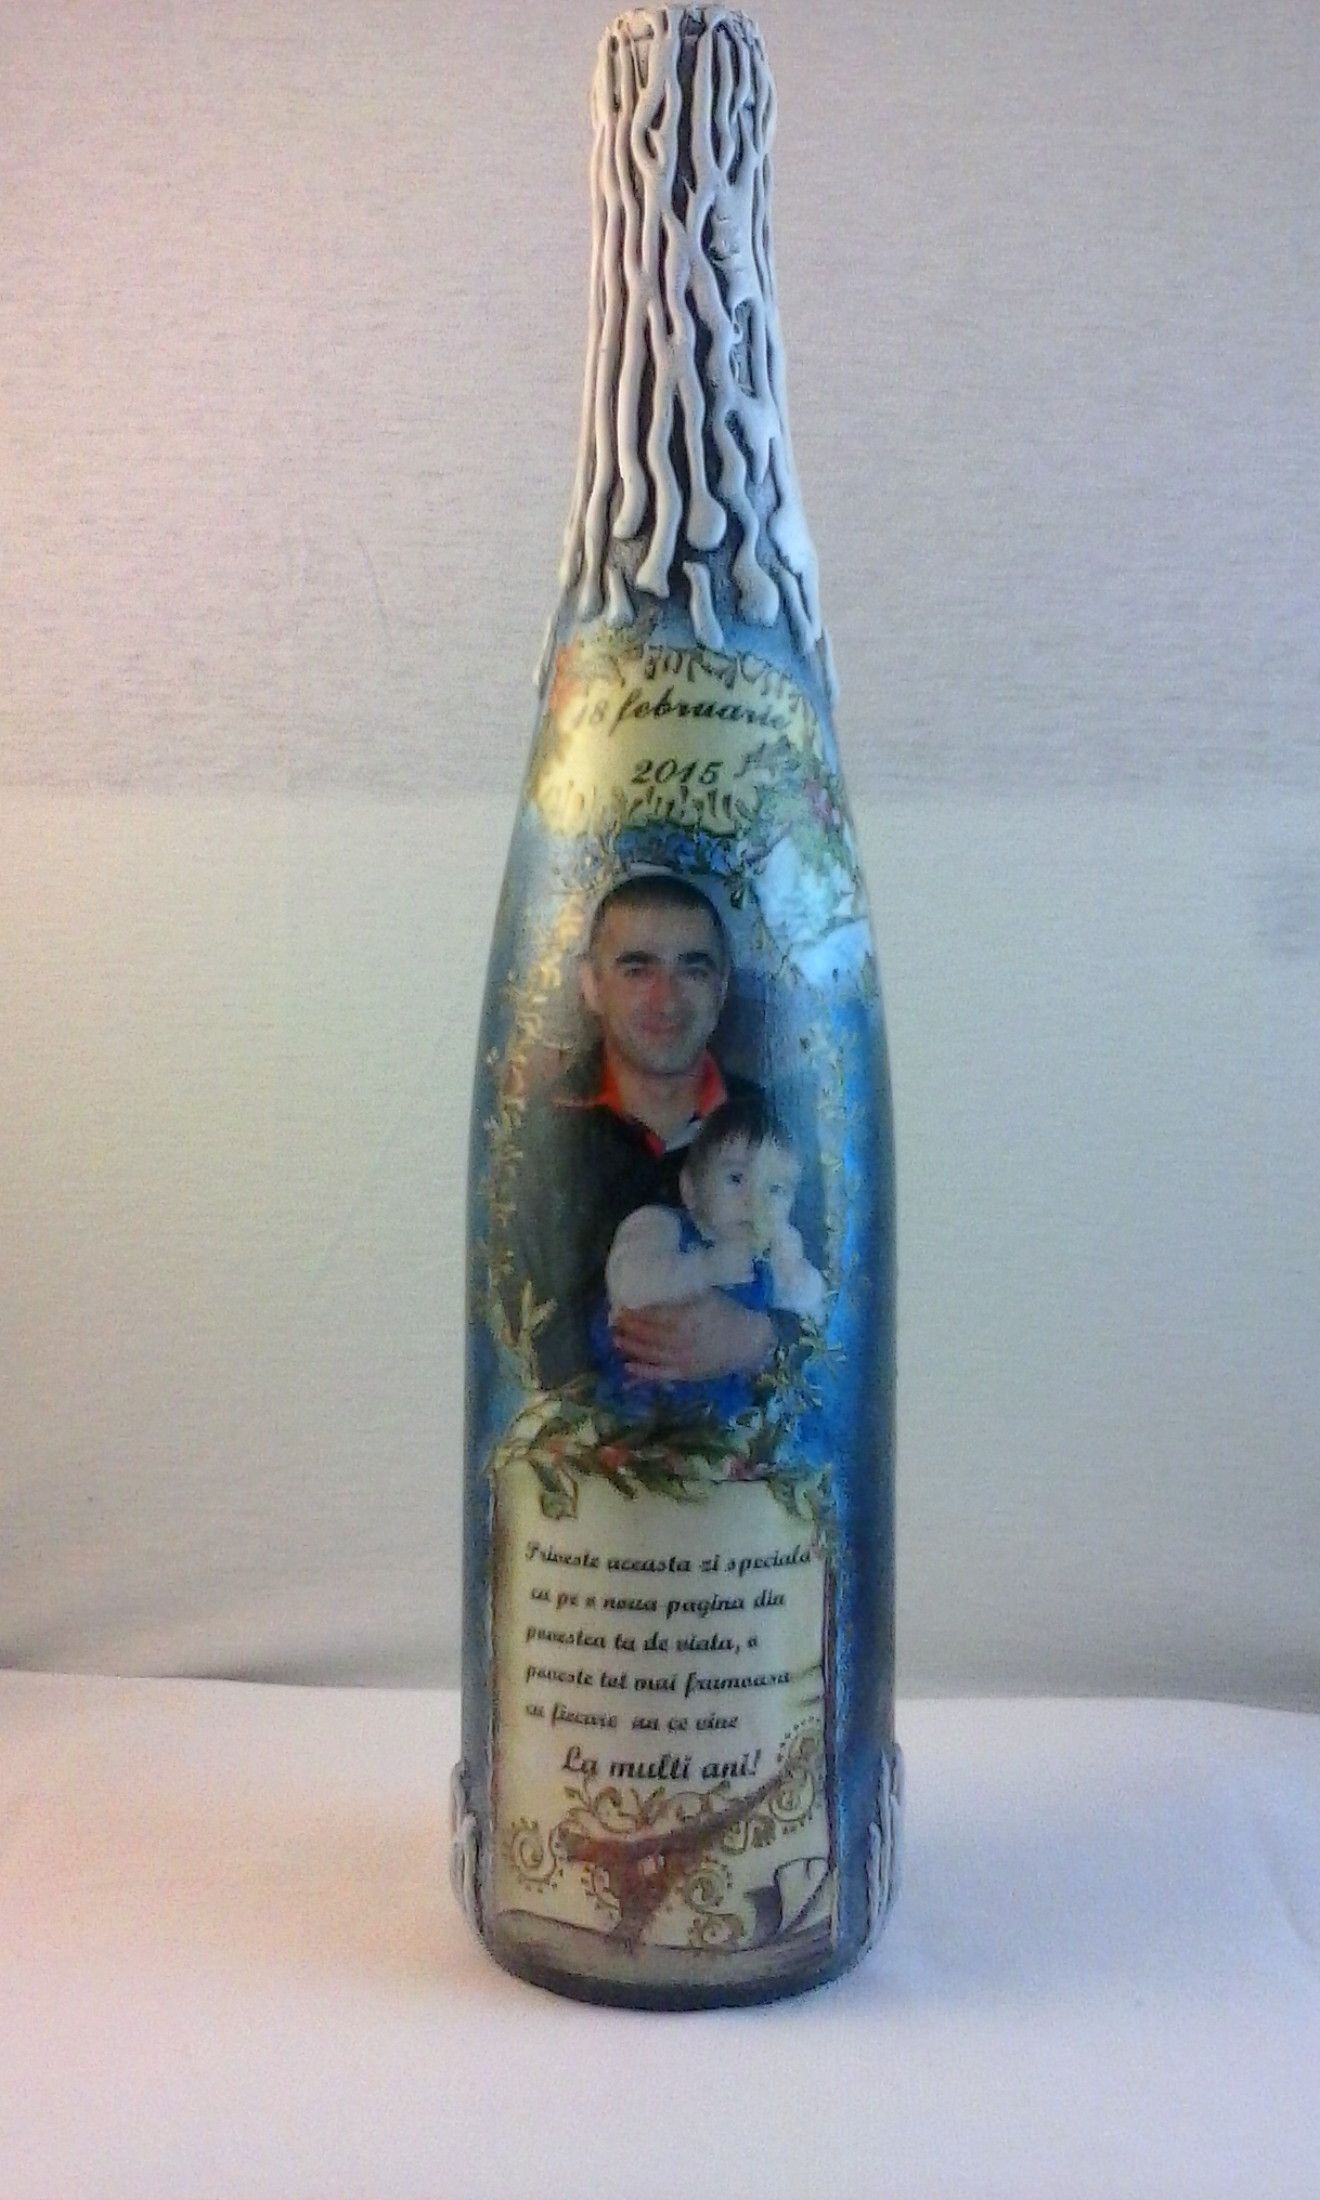 18 februarie
2015
Priveste aceasta zi speciala
ca pe o noua pagina din
povestea ta de viata, o
poveste tot mai frumoasa
cu fiecare an ce vine
La multi ani!